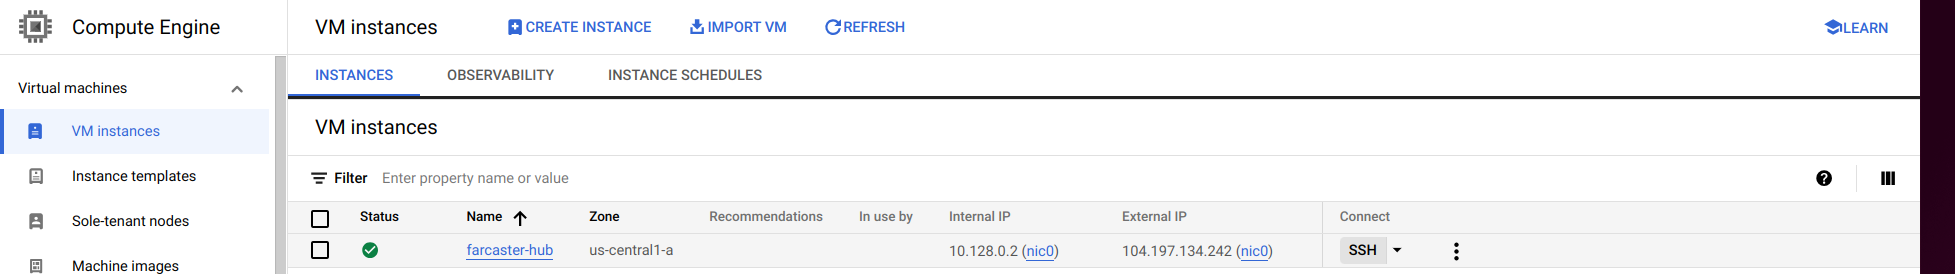 Compute Engine
VM instances
CREATE INSTANCE
IMPORT VM
REFRESH
LEARN
Virtual machines
INSTANCES
OBSERVABILITY
INSTANCE SCHEDULES
VM instances
VM instances
Instance templates
Filter Enter property name or value
Sole-tenant nodes
Status Name Zone Recommendations In use by Internal IP External IP Connect
farcaster-hub us-central1-a 10.128.0.2 (nic0) 104.197.134.242 (nic0) SSH
Machine images